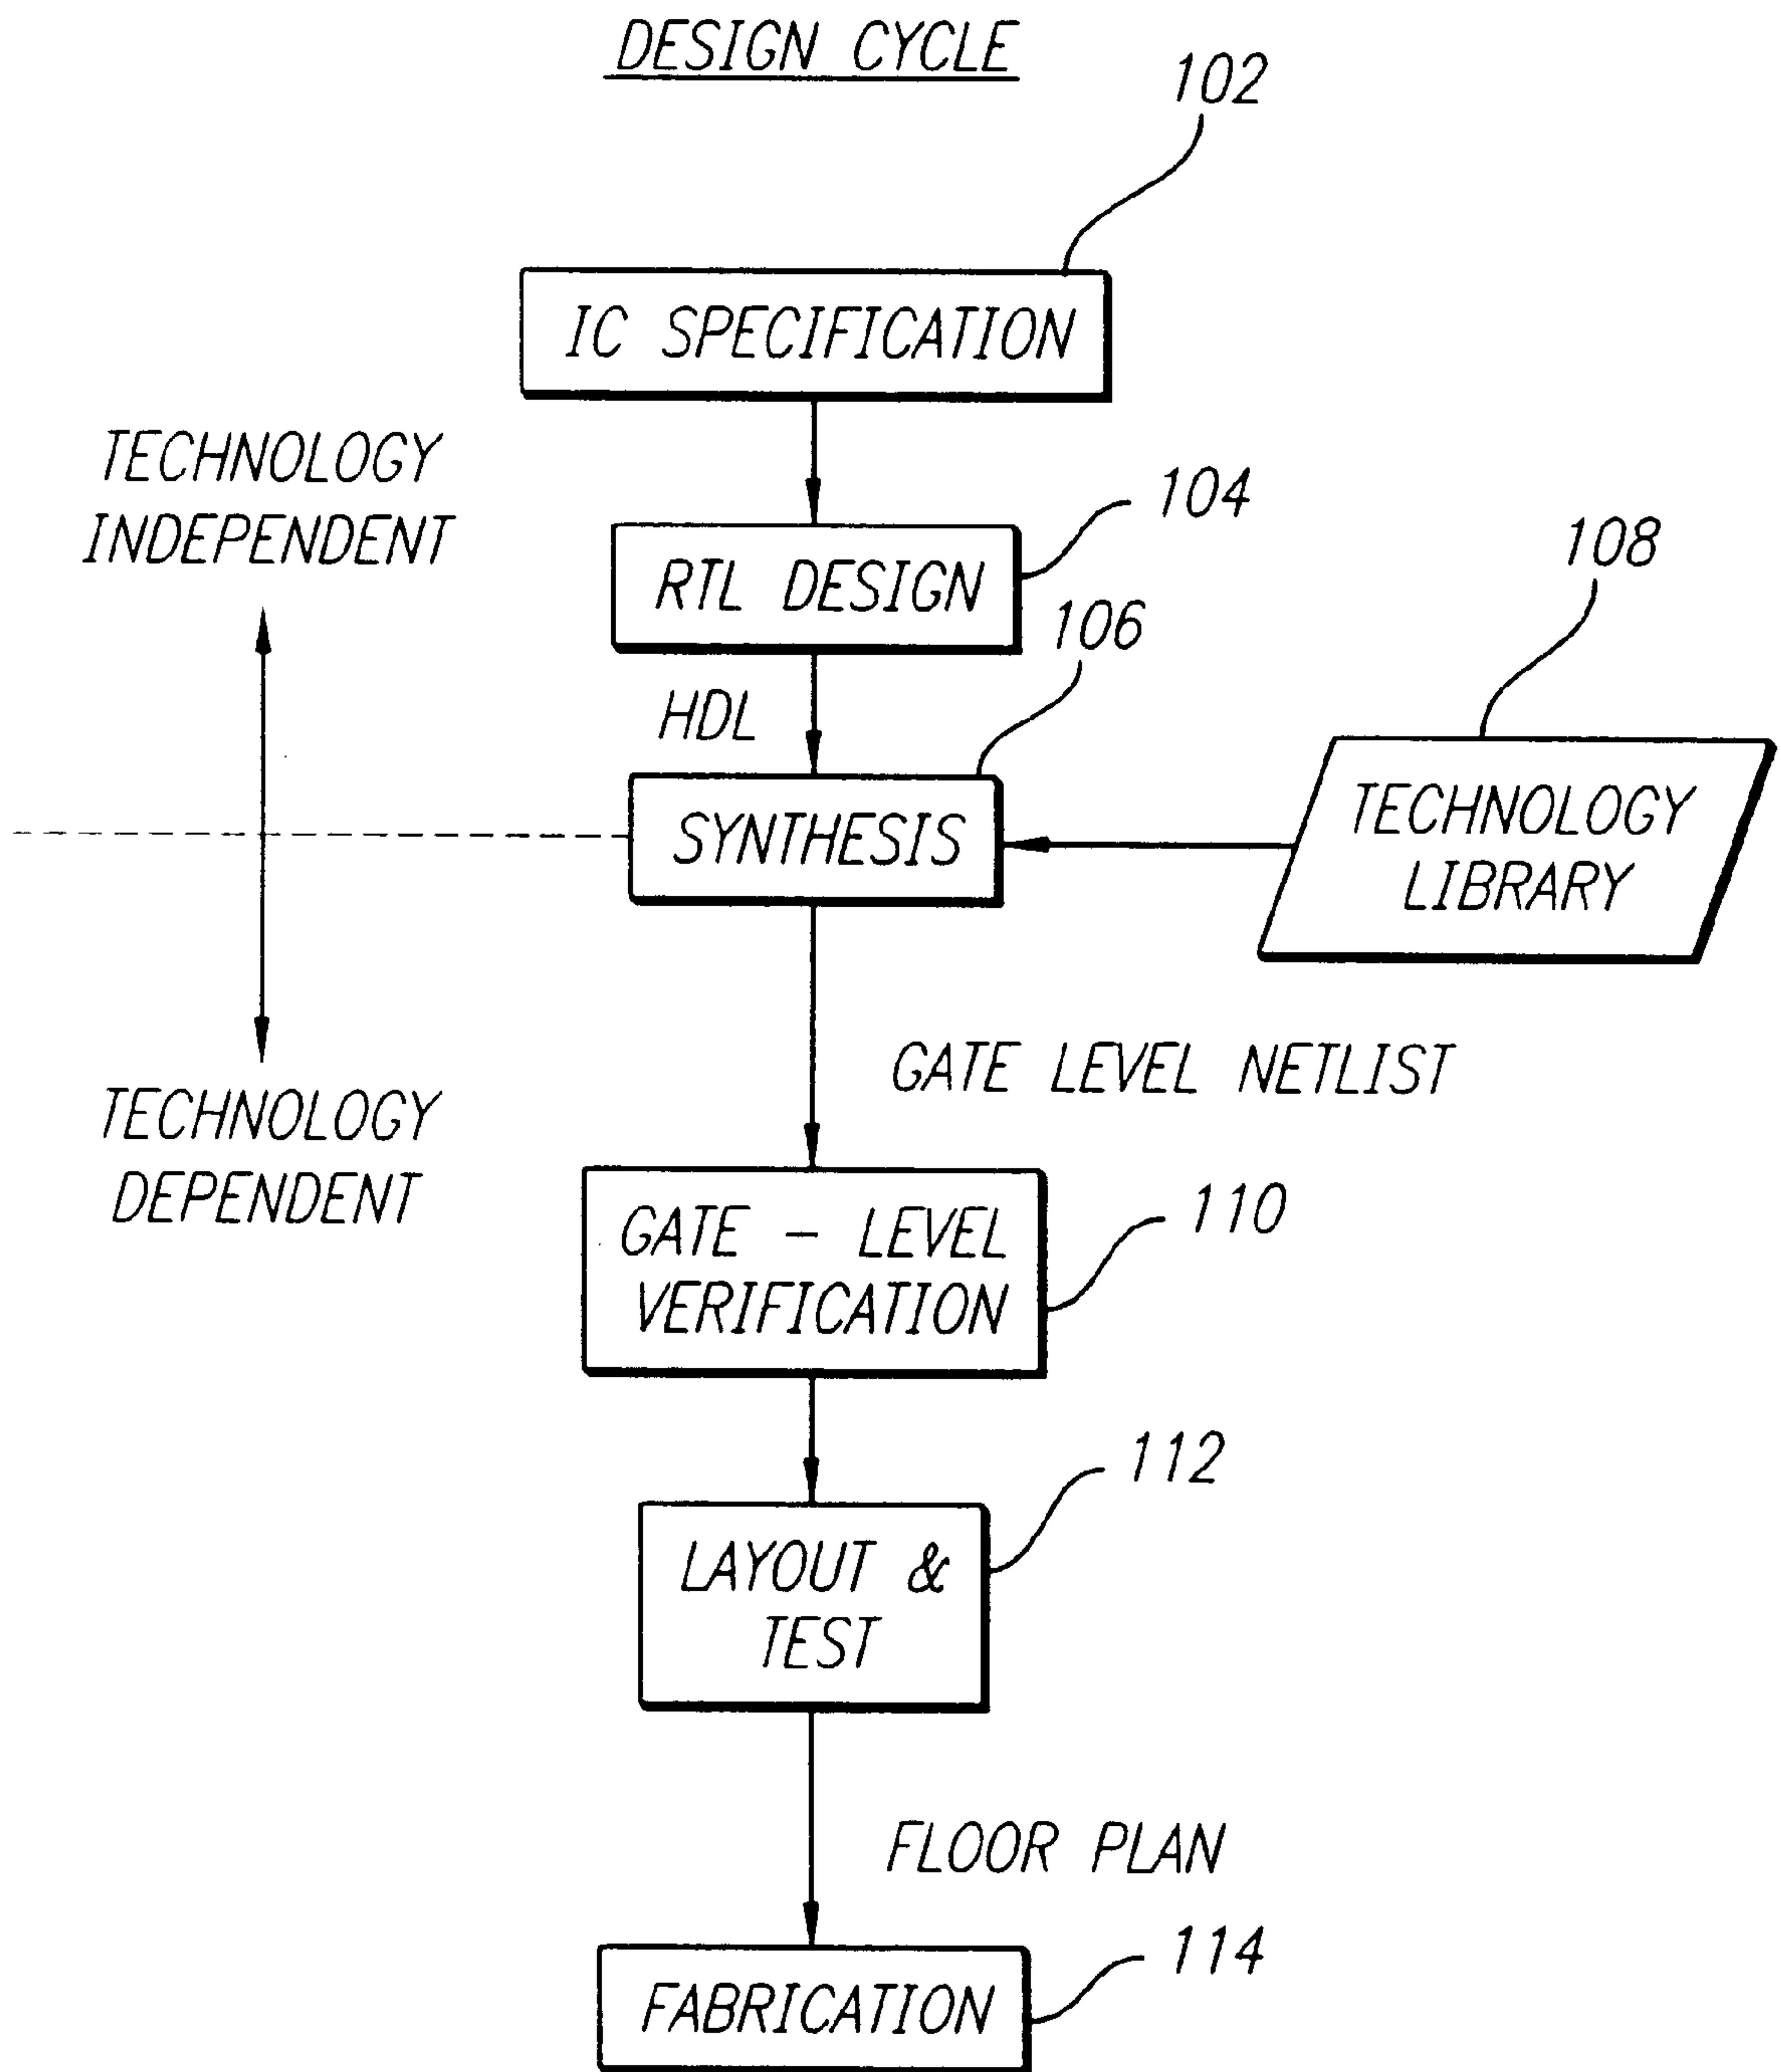 DESIGN CYCLE
102
IC SPECIFICATION
TECHNOLOGY
INDEPENDENT
104
RTL DESIGN
108
106
HDL
SYNTHESIS
TECHNOLOGY
LIBRARY
GATE LEVEL NETLIST
TECHNOLOGY
DEPENDENT
110
GATE - LEVEL
VERIFICATION
112
LAYOUT &
TEST
FLOOR PLAN
114
FABRICATION